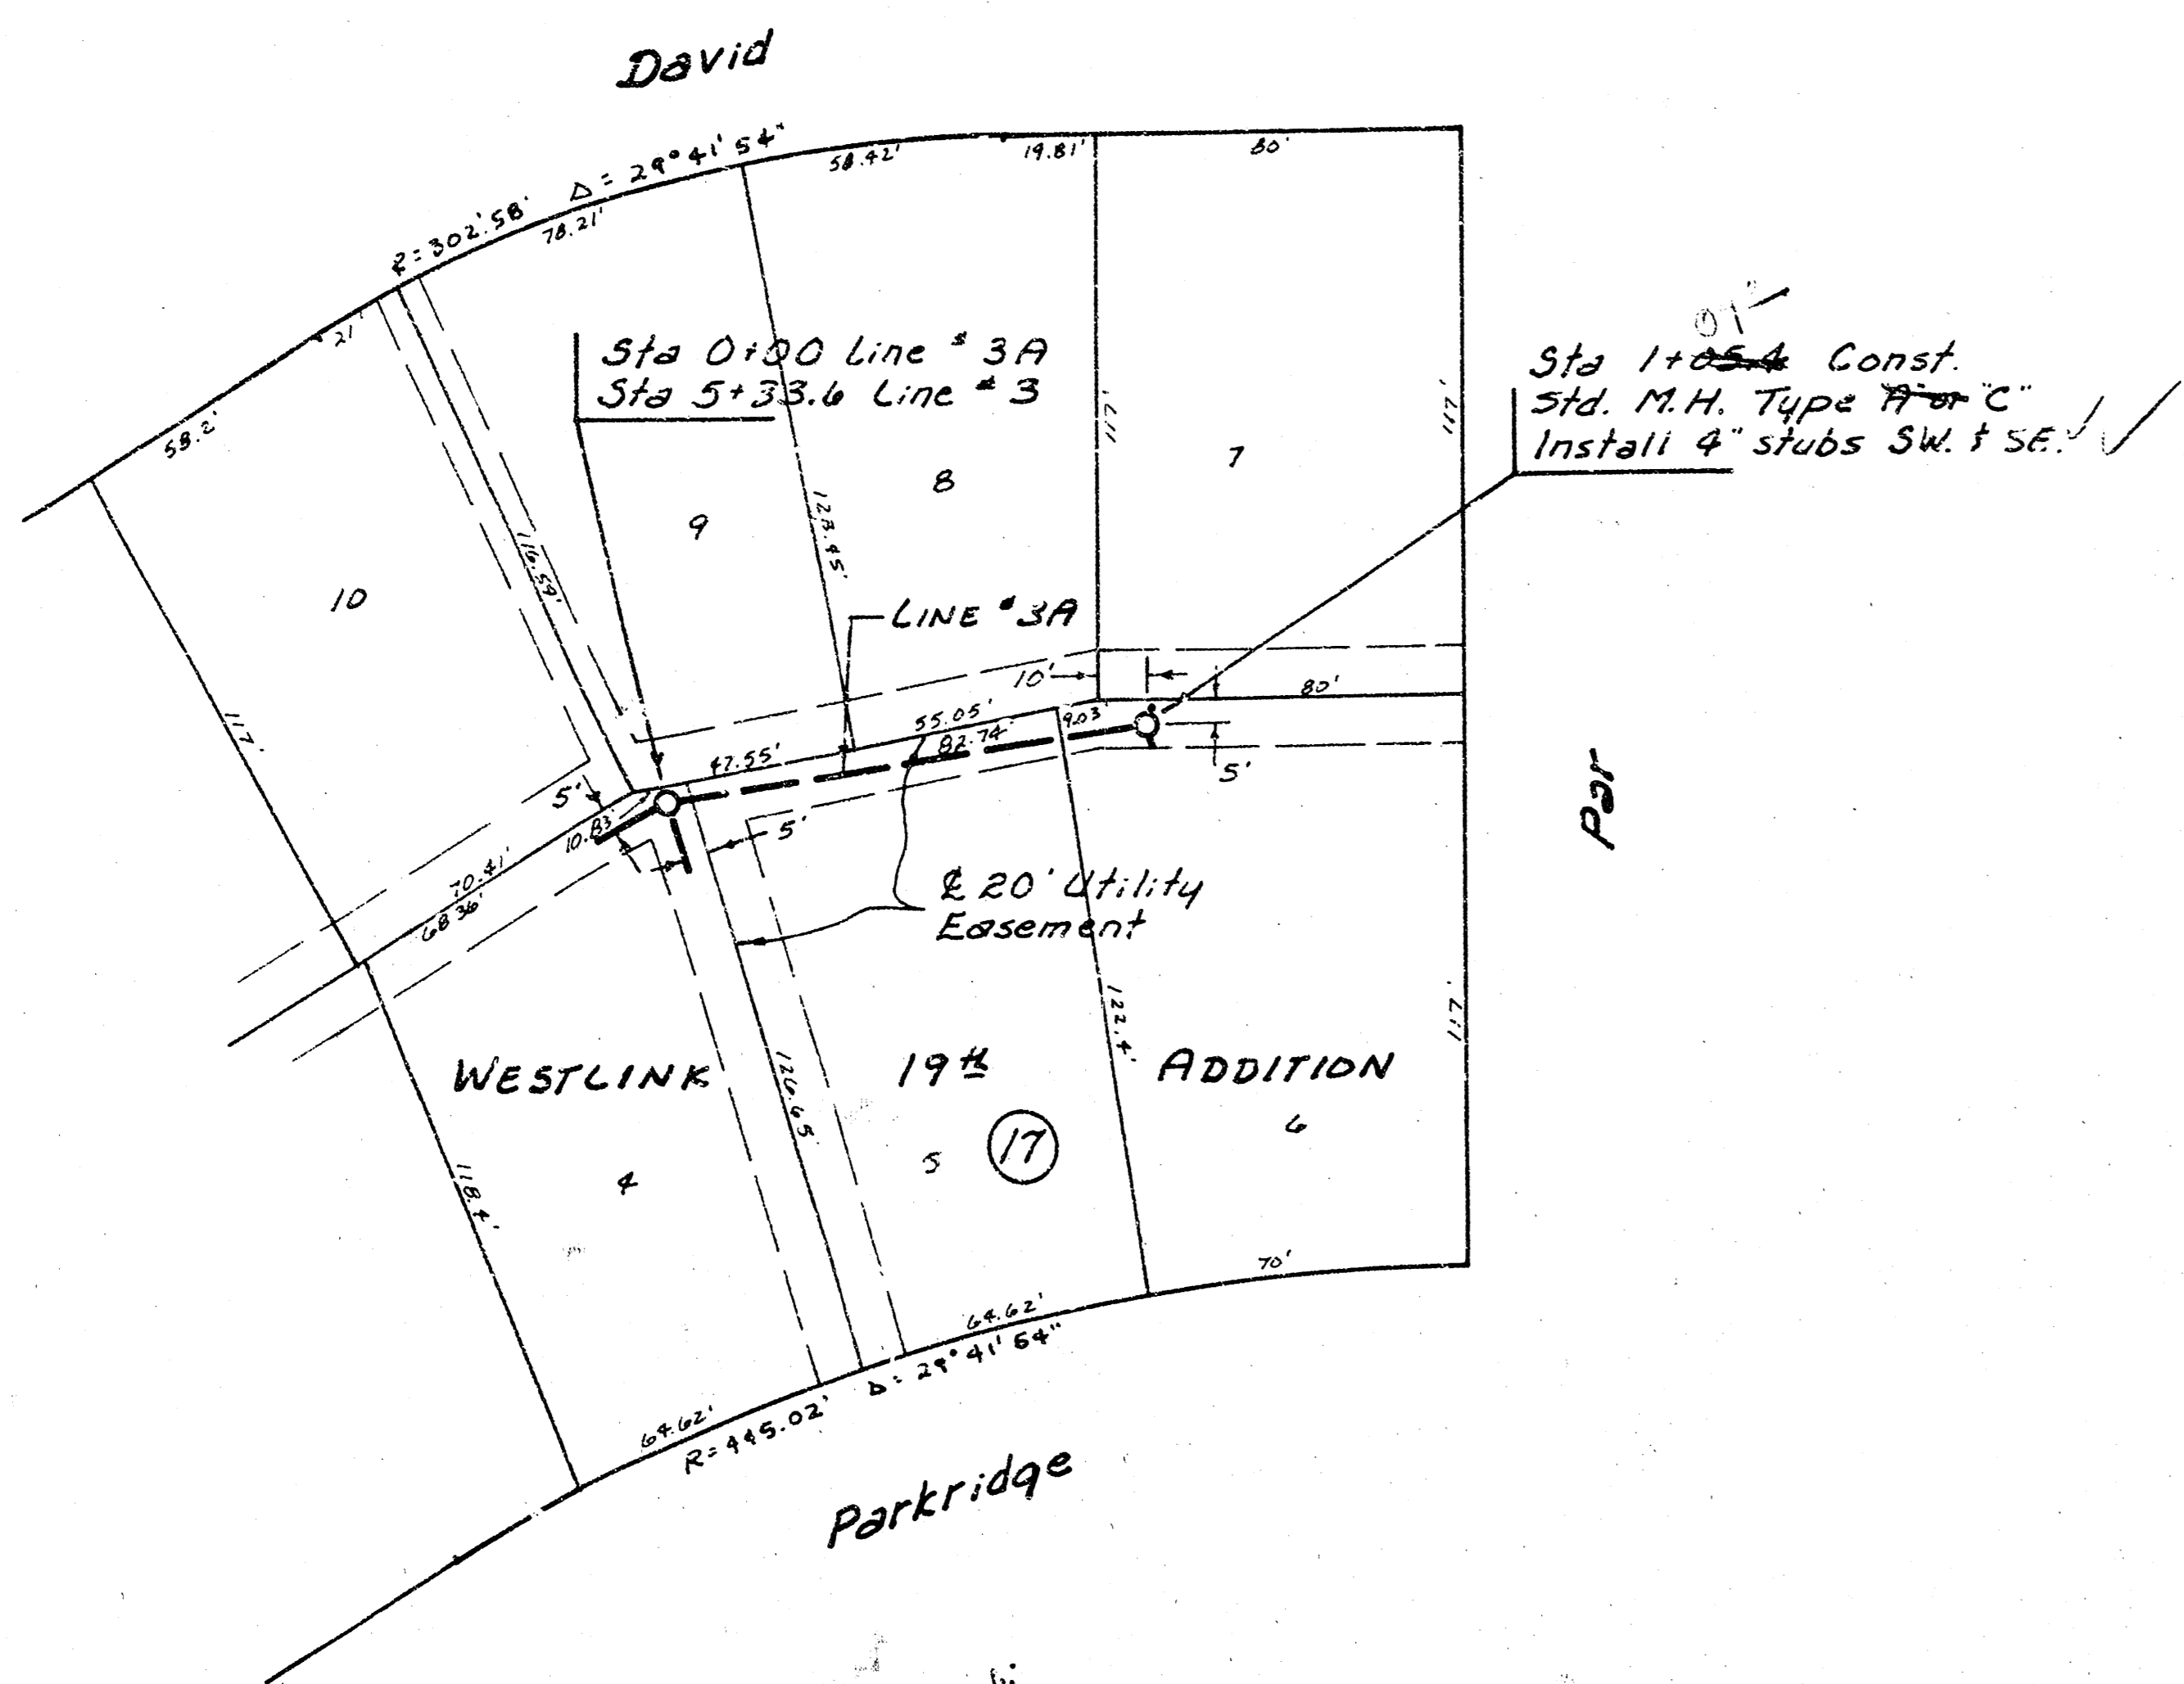 David
R=302.58' Δ = 29°41'54"
58.2'
21'
78.21'
58.42'
19.81'
80'
Sta 0+00 Line # 3A
Sta 5+33.6 Line # 3
Sta 1+05.4 Const.
Std. M.H. Type A or "C"
Install 4" stubs SW. & SE.
10
9
8
7
117'
116.59'
128.45'
117'
117'
LINE # 3A
10'
80'
55.05'
82.74'
9.03'
47.55'
5'
5'
5'
10.83'
70.41'
68.36'
℄ 20' Utility
Easement
Par
WESTLINK 19th ADDITION
17
4
5
6
118.4'
126.65'
122.4'
117'
70'
64.62'
64.62'
R=445.02' Δ= 29°41'54"
Parkridge